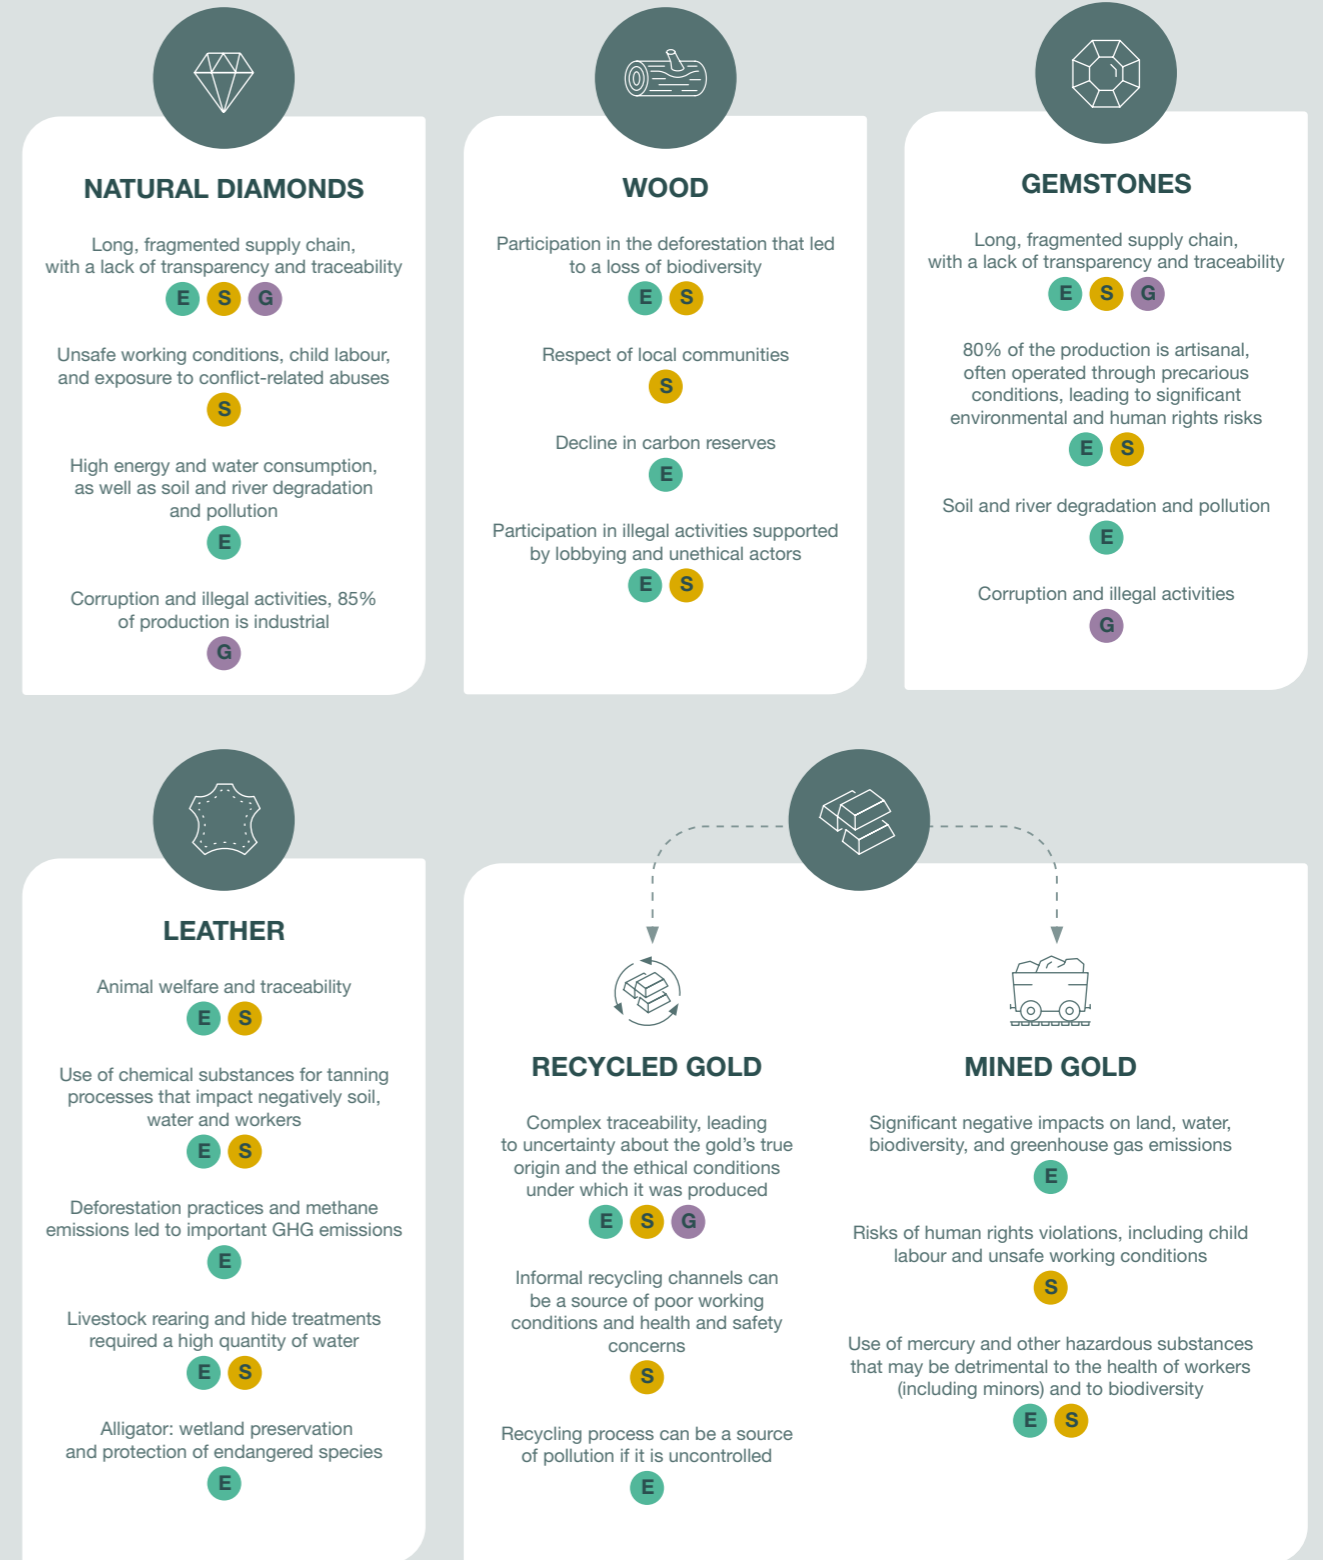 NATURAL DIAMONDS
Long, fragmented supply chain,
with a lack of transparency and traceability
E S G
Unsafe working conditions, child labour,
and exposure to conflict-related abuses
S
High energy and water consumption,
as well as soil and river degradation
and pollution
E
Corruption and illegal activities, 85%
of production is industrial
G
WOOD
Participation in the deforestation that led
to a loss of biodiversity
E S
Respect of local communities
S
Decline in carbon reserves
E
Participation in illegal activities supported
by lobbying and unethical actors
E S
GEMSTONES
Long, fragmented supply chain,
with a lack of transparency and traceability
E S G
80% of the production is artisanal,
often operated through precarious
conditions, leading to significant
environmental and human rights risks
E S
Soil and river degradation and pollution
E
Corruption and illegal activities
G
LEATHER
Animal welfare and traceability
E S
Use of chemical substances for tanning
processes that impact negatively soil,
water and workers
E S
Deforestation practices and methane
emissions led to important GHG emissions
E
Livestock rearing and hide treatments
required a high quantity of water
E S
Alligator: wetland preservation
and protection of endangered species
E
RECYCLED GOLD
Complex traceability, leading
to uncertainty about the gold's true
origin and the ethical conditions
under which it was produced
E S G
Informal recycling channels can
be a source of poor working
conditions and health and safety
concerns
S
Recycling process can be a source
of pollution if it is uncontrolled
E
MINED GOLD
Significant negative impacts on land, water,
biodiversity, and greenhouse gas emissions
E
Risks of human rights violations, including child
labour and unsafe working conditions
S
Use of mercury and other hazardous substances
that may be detrimental to the health of workers
(including minors) and to biodiversity
E S